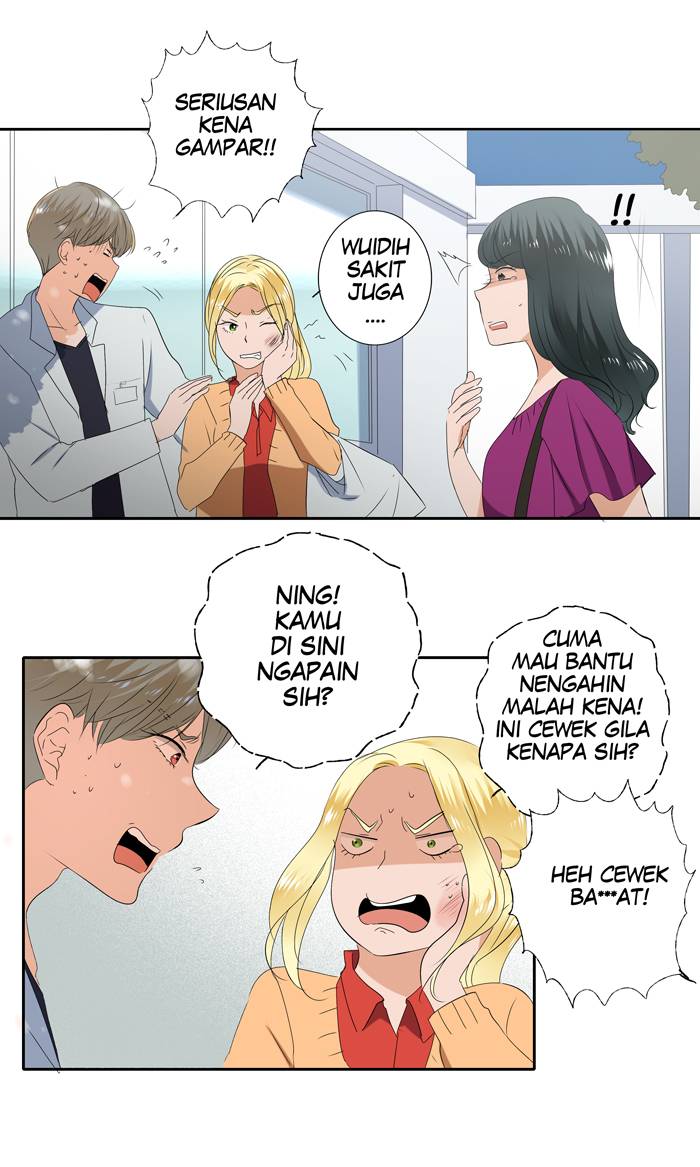 SERIUSAN
KENA
GAMPAR!!
WUIDIH
SAKIT
JUGA
....
!!
NING!
KAMU
DI SINI
NGAPAIN
SIH?
CUMA
MAU BANTU
NENGAHIN
MALAH KENA!
INI CEWEK GILA
KENAPA SIH?
HEH CEWEK
BA***AT!